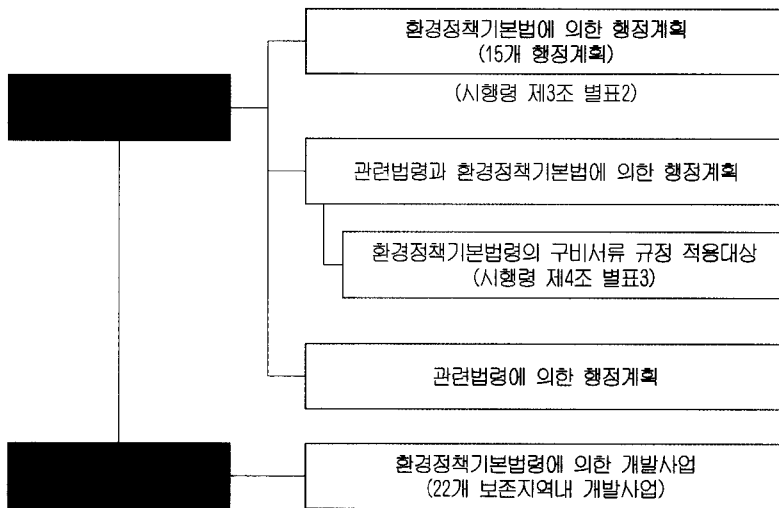 환경정책기본법에 의한 행정계획
(15개 행정계획)
(시행령 제3조 별표2)
관련법령과 환경정책기본법에 의한 행정계획
환경정책기본법령의 구비서류 규정 적용대상
(시행령 제4조 별표3)
관련법령에 의한 행정계획
환경정책기본법령에 의한 개발사업
(22개 보존지역내 개발사업)